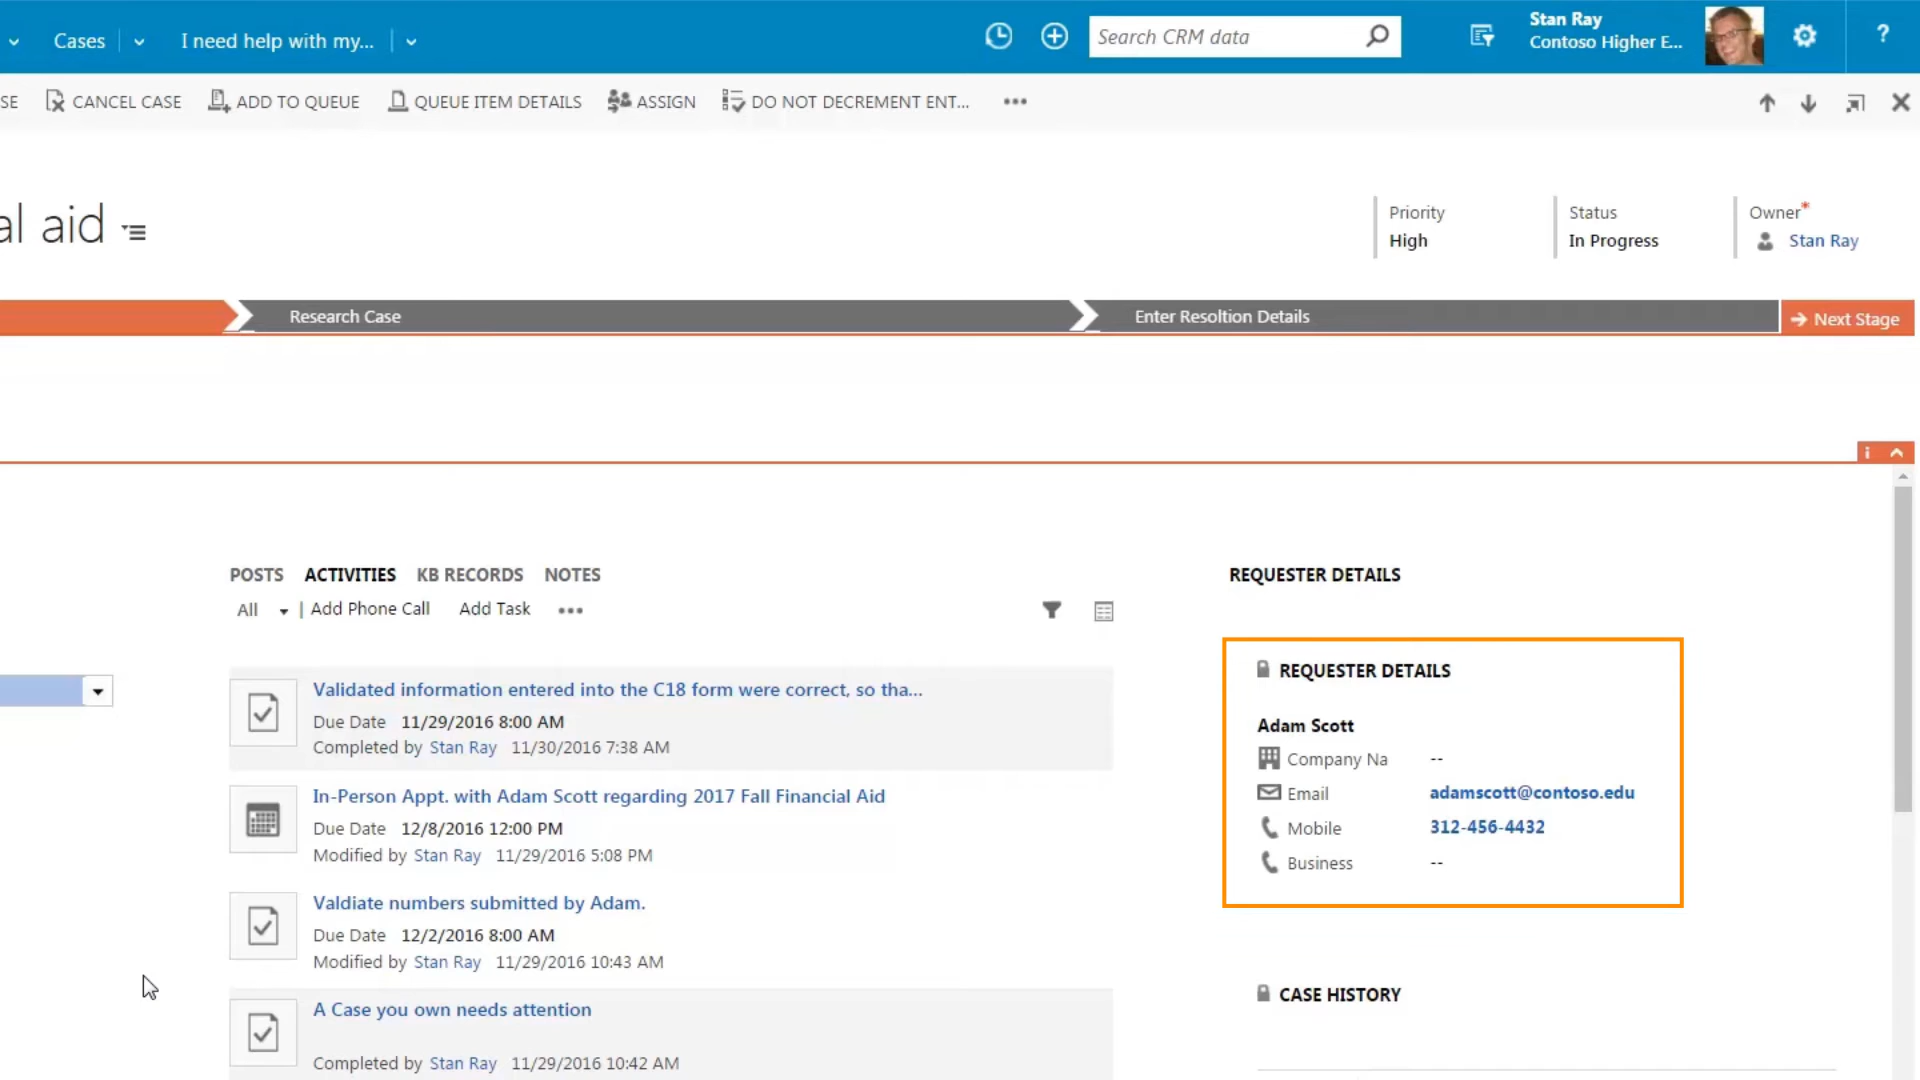 Cases
I need help with my...
Search CRM data
Stan Ray
Contoso Higher E...
?
SE
CANCEL CASE
ADD TO QUEUE
QUEUE ITEM DETAILS
ASSIGN
DO NOT DECREMENT ENT...
al aid
Priority
High
Status
In Progress
Owner*
Stan Ray
Research Case
Enter Resoltion Details
Next Stage
POSTS ACTIVITIES KB RECORDS NOTES
All | Add Phone Call Add Task
Validated information entered into the C18 form were correct, so tha...
Due Date 11/29/2016 8:00 AM
Completed by Stan Ray 11/30/2016 7:38 AM
In-Person Appt. with Adam Scott regarding 2017 Fall Financial Aid
Due Date 12/8/2016 12:00 PM
Modified by Stan Ray 11/29/2016 5:08 PM
Valdiate numbers submitted by Adam.
Due Date 12/2/2016 8:00 AM
Modified by Stan Ray 11/29/2016 10:43 AM
A Case you own needs attention
Completed by Stan Ray 11/29/2016 10:42 AM
REQUESTER DETAILS
REQUESTER DETAILS
Adam Scott
Company Na --
Email adamscott@contoso.edu
Mobile 312-456-4432
Business --
CASE HISTORY